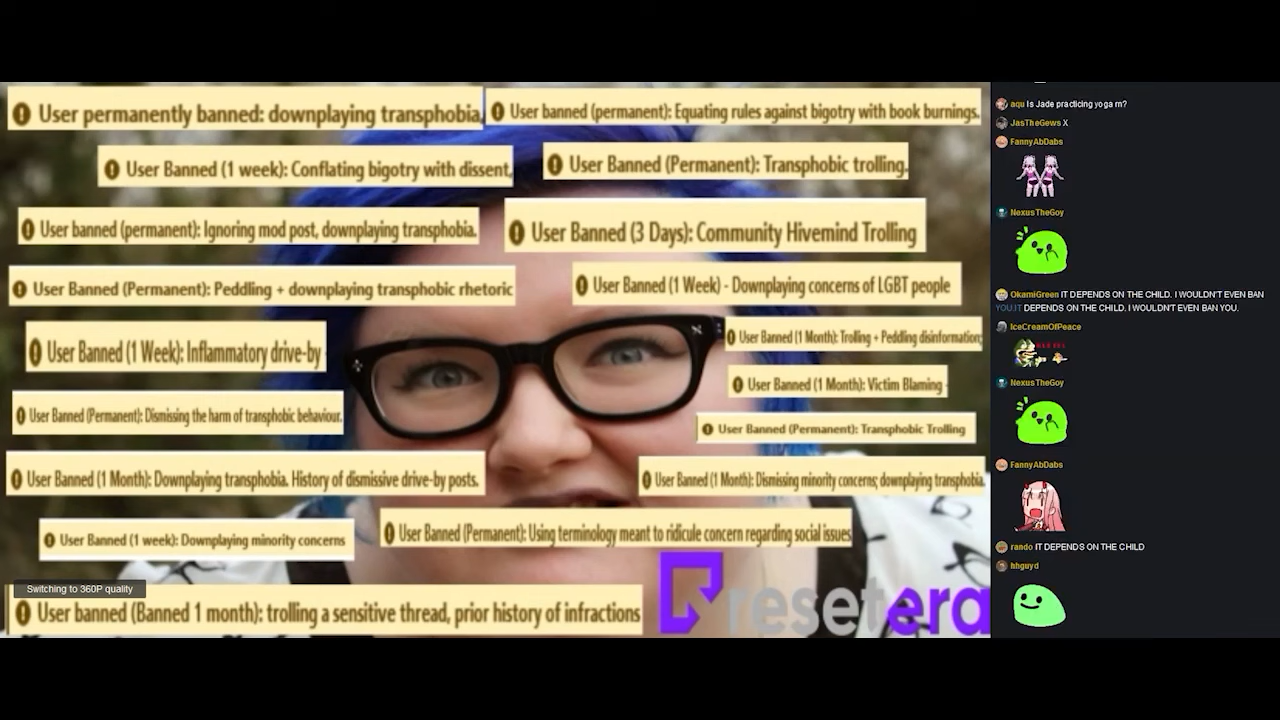 User permanently banned: downplaying transphobia,
User banned (permanent): Equating rules against bigotry with book burnings.
User Banned (1 week): Conflating bigotry with dissent,
User Banned (Permanent): Transphobic trolling.
User banned (permanent): Ignoring mod post, downplaying transphobia.
User Banned (3 Days): Community Hivemind Trolling
User Banned (Permanent): Peddling + downplaying transphobic rhetoric
User Banned (1 Week) - Downplaying concerns of LGBT people
User Banned (1 Week): Inflammatory drive-by
User Banned (1 Month): Trolling + Peddling disinformation;
User Banned (1 Month): Victim Blaming
User Banned (Permanent): Dismissing the harm of transphobic behaviour.
User Banned (Permanent): Transphobic Trolling
User Banned (1 Month): Downplaying transphobia. History of dismissive drive-by posts.
User Banned (1 Month): Dismissing minority concerns; downplaying transphobia.
User Banned (1 week): Downplaying minority concerns
User Banned (Permanent): Using terminology meant to ridicule concern regarding social issues
Switching to 360P quality
User banned (Banned 1 month): trolling a sensitive thread, prior history of infractions
resetera
aqu Is Jade practicing yoga rn?
JasTheGews X
FannyAbDabs
NexusTheGoy
OkamiGreen IT DEPENDS ON THE CHILD. I WOULDN'T EVEN BAN
YOU.IT DEPENDS ON THE CHILD. I WOULDN'T EVEN BAN YOU.
IceCreamOfPeace
NexusTheGoy
FannyAbDabs
rando IT DEPENDS ON THE CHILD
hhguyd